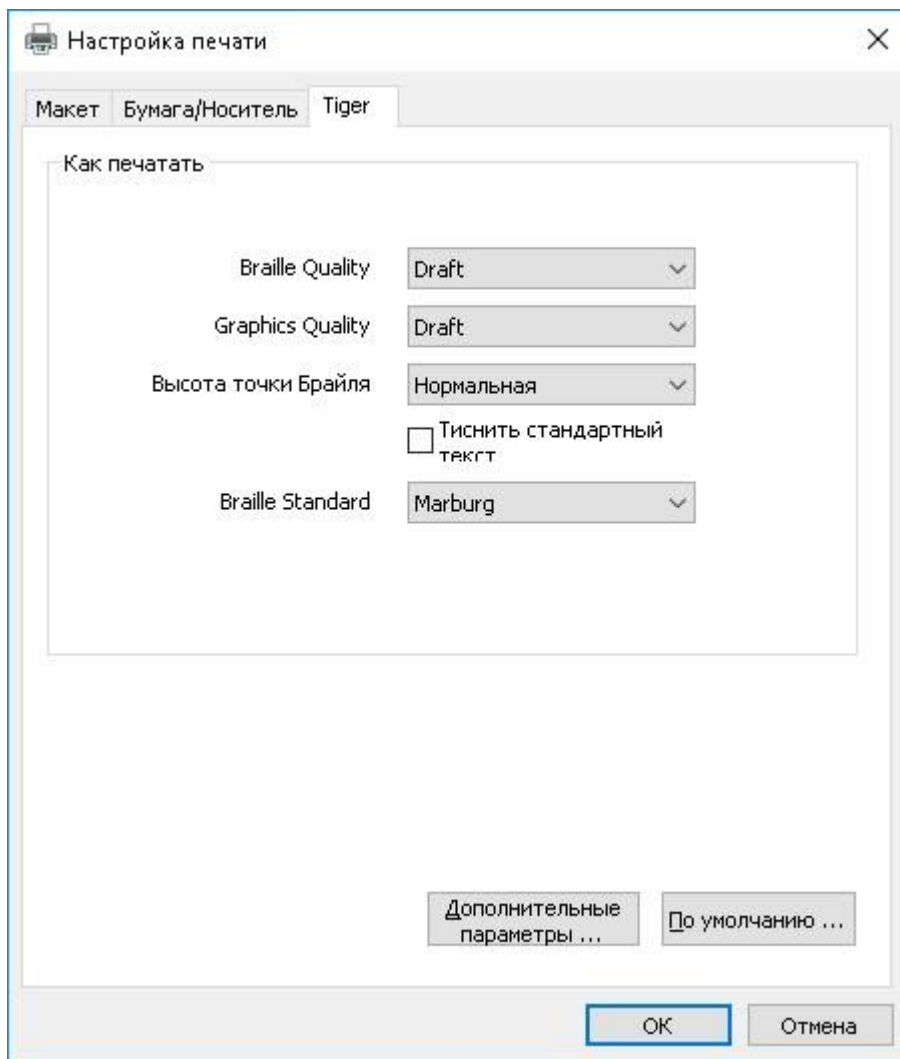 Настройка печати
Макет Бумага/Носитель Tiger
Как печатать
Braille Quality Draft
Graphics Quality Draft
Высота точки Брайля Нормальная
Тиснить стандартный
текст
Braille Standard Marburg
Дополнительные
параметры ...
По умолчанию ...
ОК Отмена